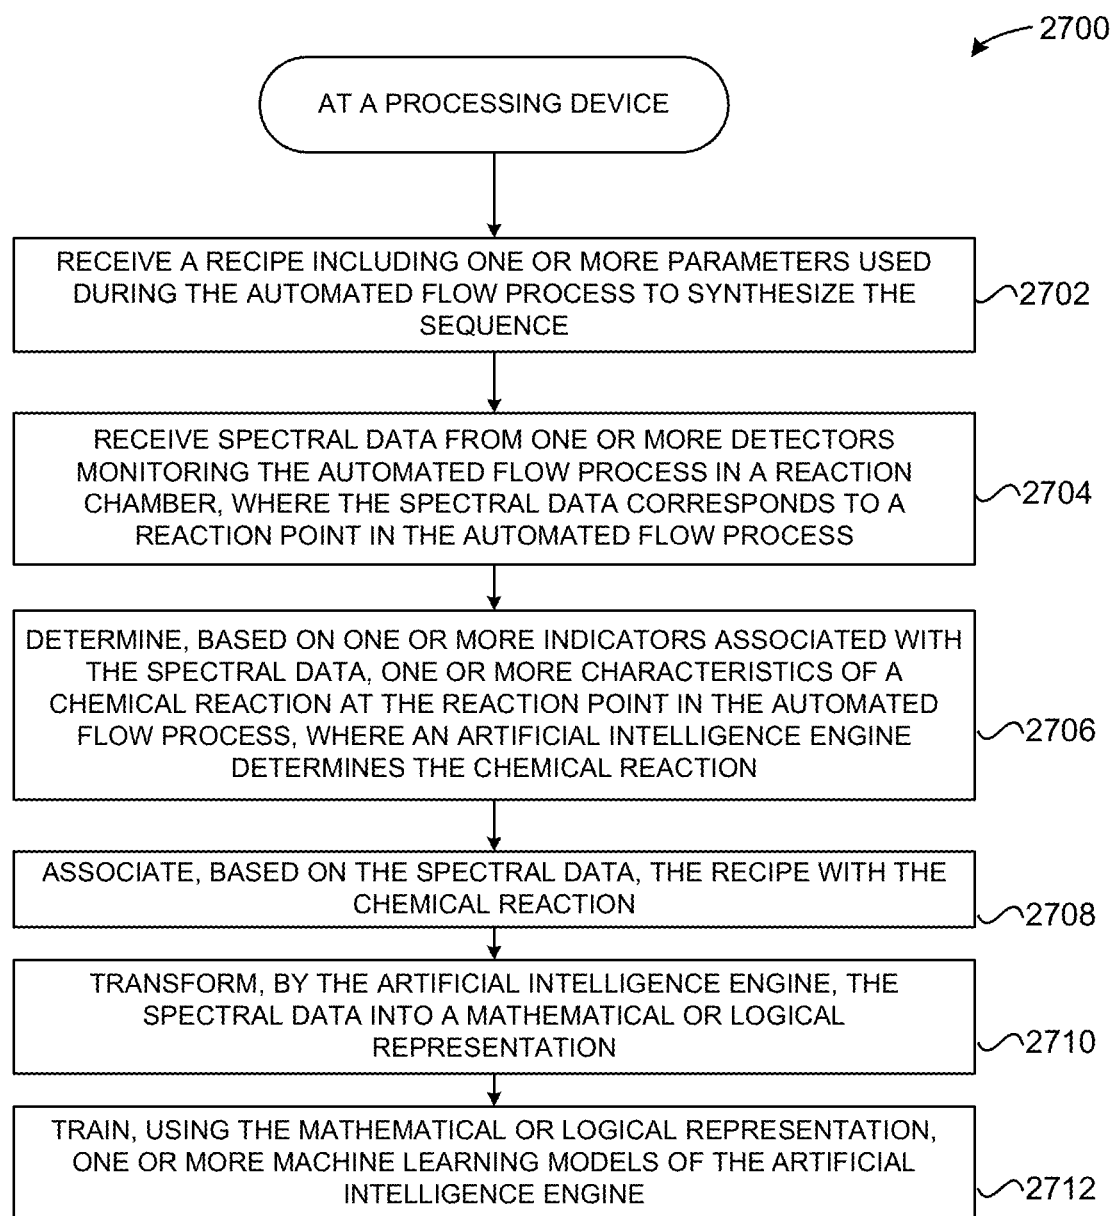 2700
AT A PROCESSING DEVICE
RECEIVE A RECIPE INCLUDING ONE OR MORE PARAMETERS USED
DURING THE AUTOMATED FLOW PROCESS TO SYNTHESIZE THE
SEQUENCE
2702
RECEIVE SPECTRAL DATA FROM ONE OR MORE DETECTORS
MONITORING THE AUTOMATED FLOW PROCESS IN A REACTION
CHAMBER, WHERE THE SPECTRAL DATA CORRESPONDS TO A
REACTION POINT IN THE AUTOMATED FLOW PROCESS
2704
DETERMINE, BASED ON ONE OR MORE INDICATORS ASSOCIATED WITH
THE SPECTRAL DATA, ONE OR MORE CHARACTERISTICS OF A
CHEMICAL REACTION AT THE REACTION POINT IN THE AUTOMATED
FLOW PROCESS, WHERE AN ARTIFICIAL INTELLIGENCE ENGINE
DETERMINES THE CHEMICAL REACTION
2706
ASSOCIATE, BASED ON THE SPECTRAL DATA, THE RECIPE WITH THE
CHEMICAL REACTION
2708
TRANSFORM, BY THE ARTIFICIAL INTELLIGENCE ENGINE, THE
SPECTRAL DATA INTO A MATHEMATICAL OR LOGICAL
REPRESENTATION
2710
TRAIN, USING THE MATHEMATICAL OR LOGICAL REPRESENTATION,
ONE OR MORE MACHINE LEARNING MODELS OF THE ARTIFICIAL
INTELLIGENCE ENGINE
2712